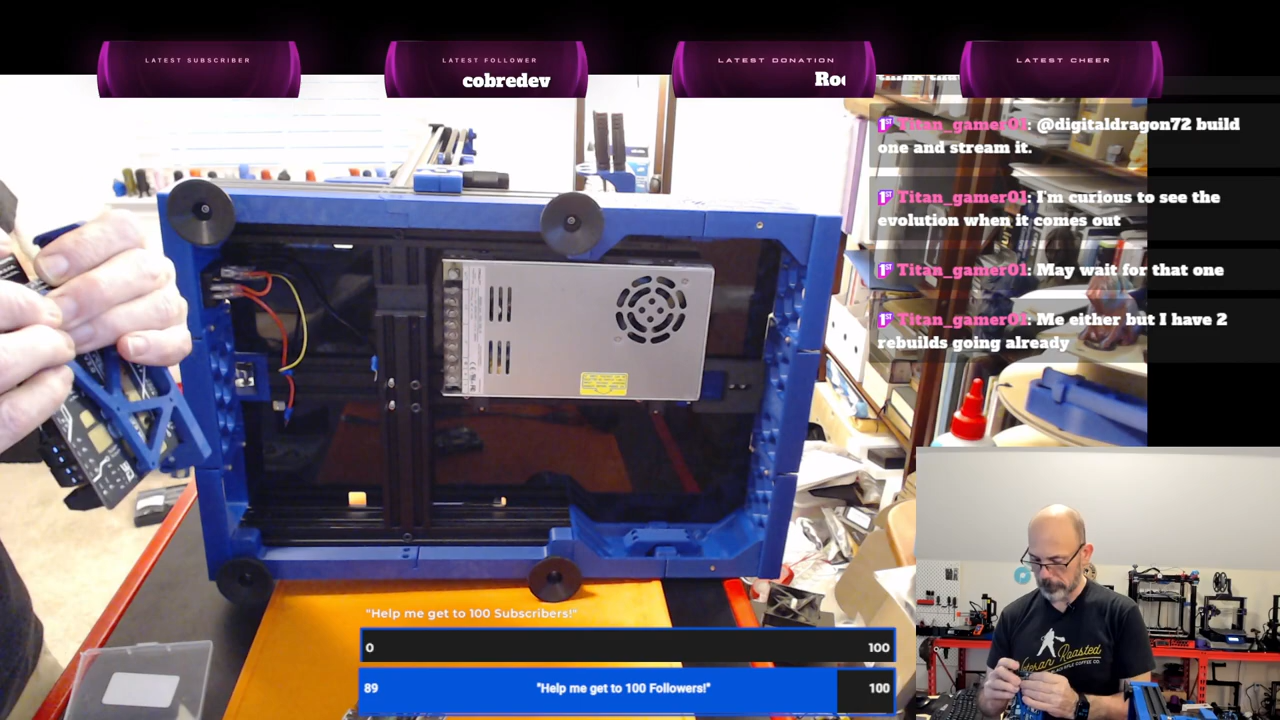 LATEST SUBSCRIBER
LATEST FOLLOWER
cobredev
LATEST DONATION
Roc
LATEST CHEER
Titan_gamer01: @digitaldragon72 build
one and stream it.
Titan_gamer01: I'm curious to see the
evolution when it comes out
Titan_gamer01: May wait for that one
Titan_gamer01: Me either but I have 2
rebuilds going already
Veteran Roasted
"Help me get to 100 Subscribers!"
0 100
89 "Help me get to 100 Followers!" 100